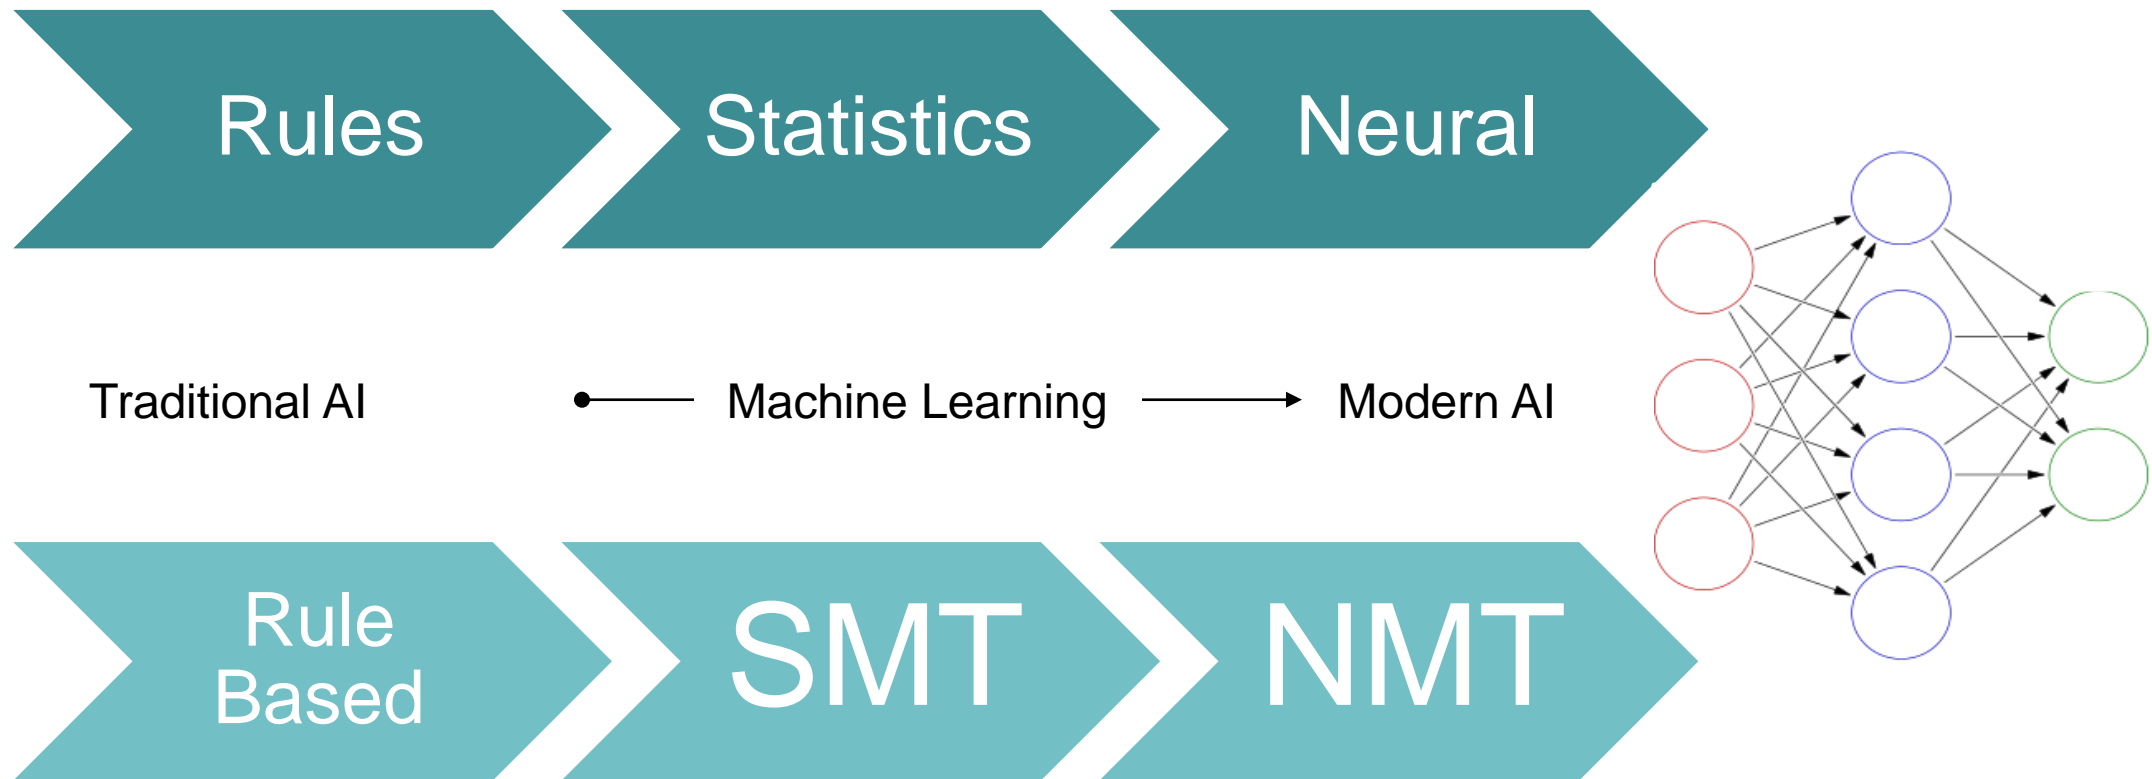 Rules
Statistics
Neural
Traditional AI
Machine Learning
Modern AI
Rule
Based
SMT
NMT